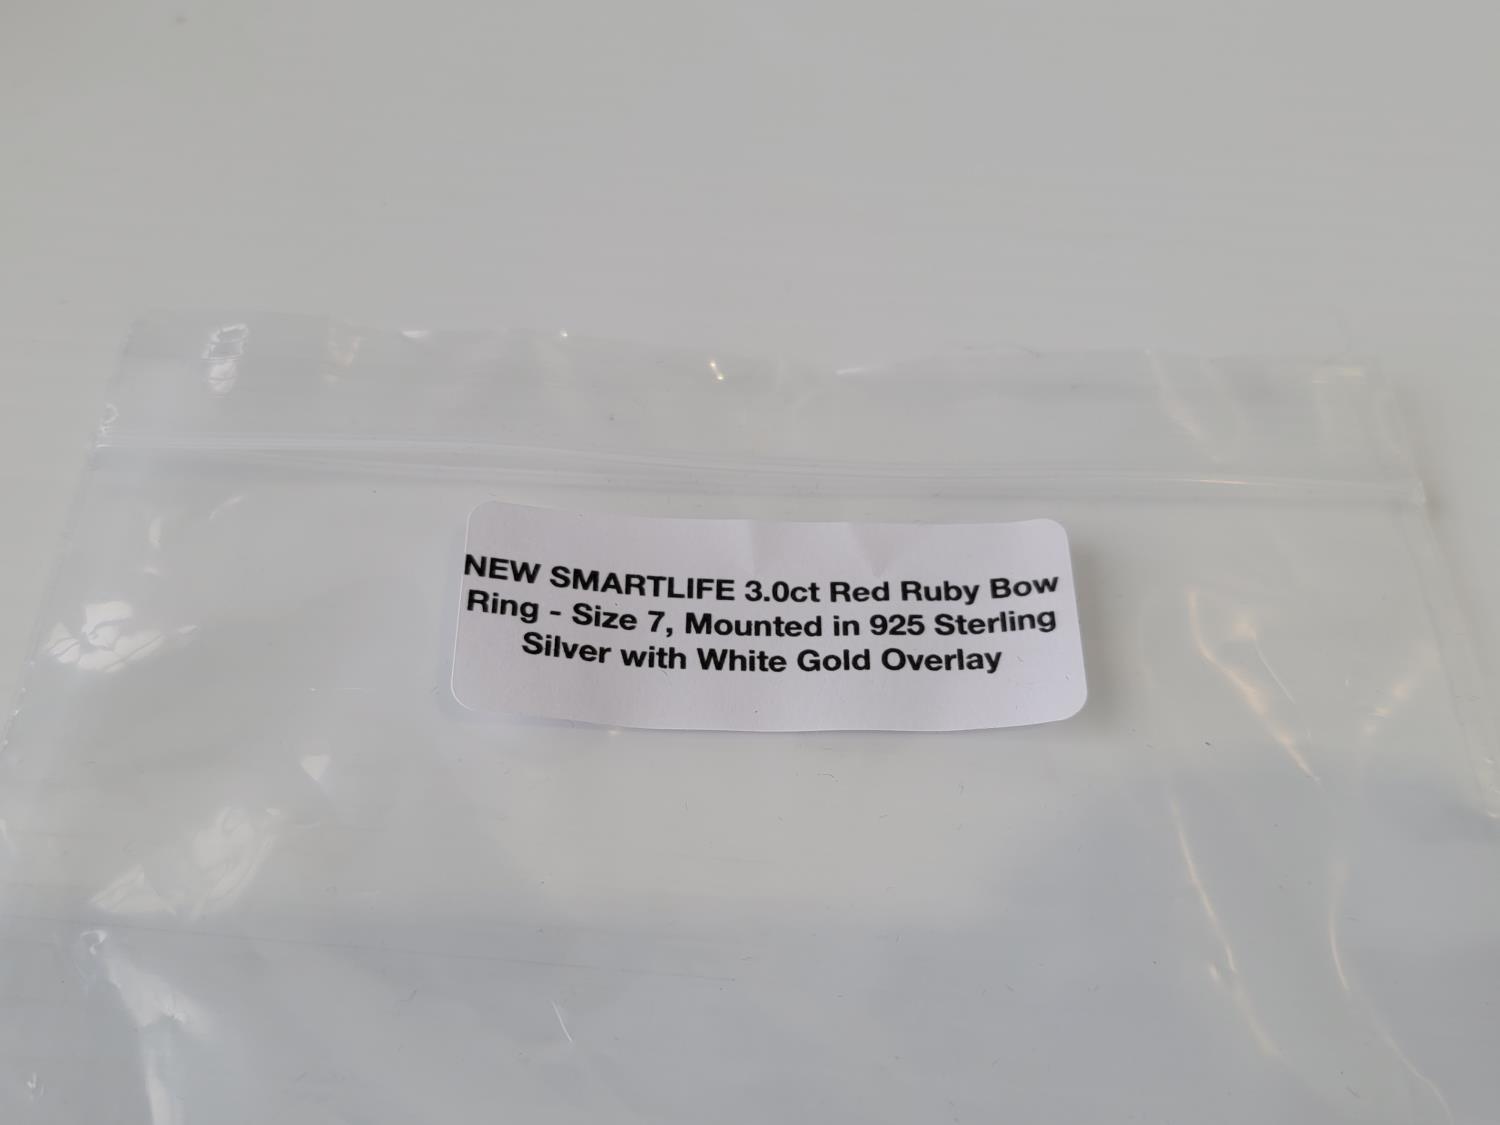 NEW SMARTLIFE 3.0ct Red Ruby Bow
Ring - Size 7, Mounted in 925 Sterling
Silver with White Gold Overlay